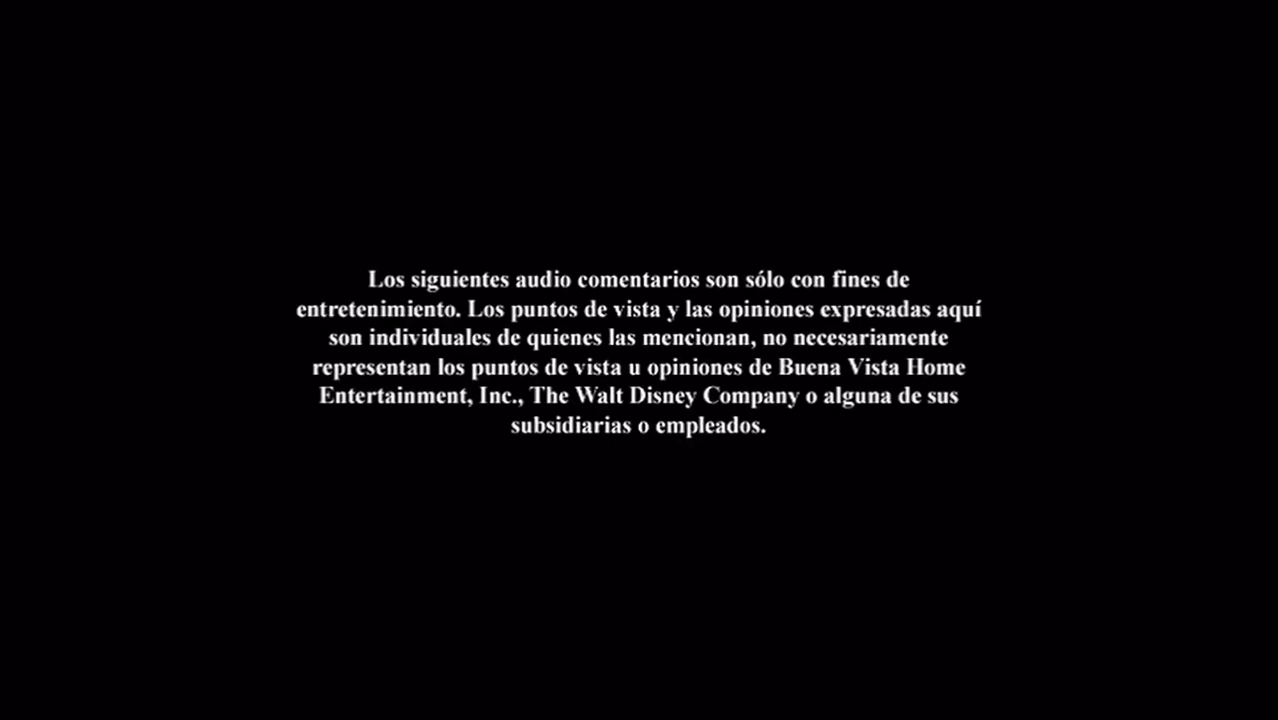 Los siguientes audio comentarios son sólo con fines de
entretenimiento. Los puntos de vista y las opiniones expresadas aquí
son individuales de quienes las mencionan, no necesariamente
representan los puntos de vista u opiniones de Buena Vista Home
Entertainment, Inc., The Walt Disney Company o alguna de sus
subsidiarias o empleados.